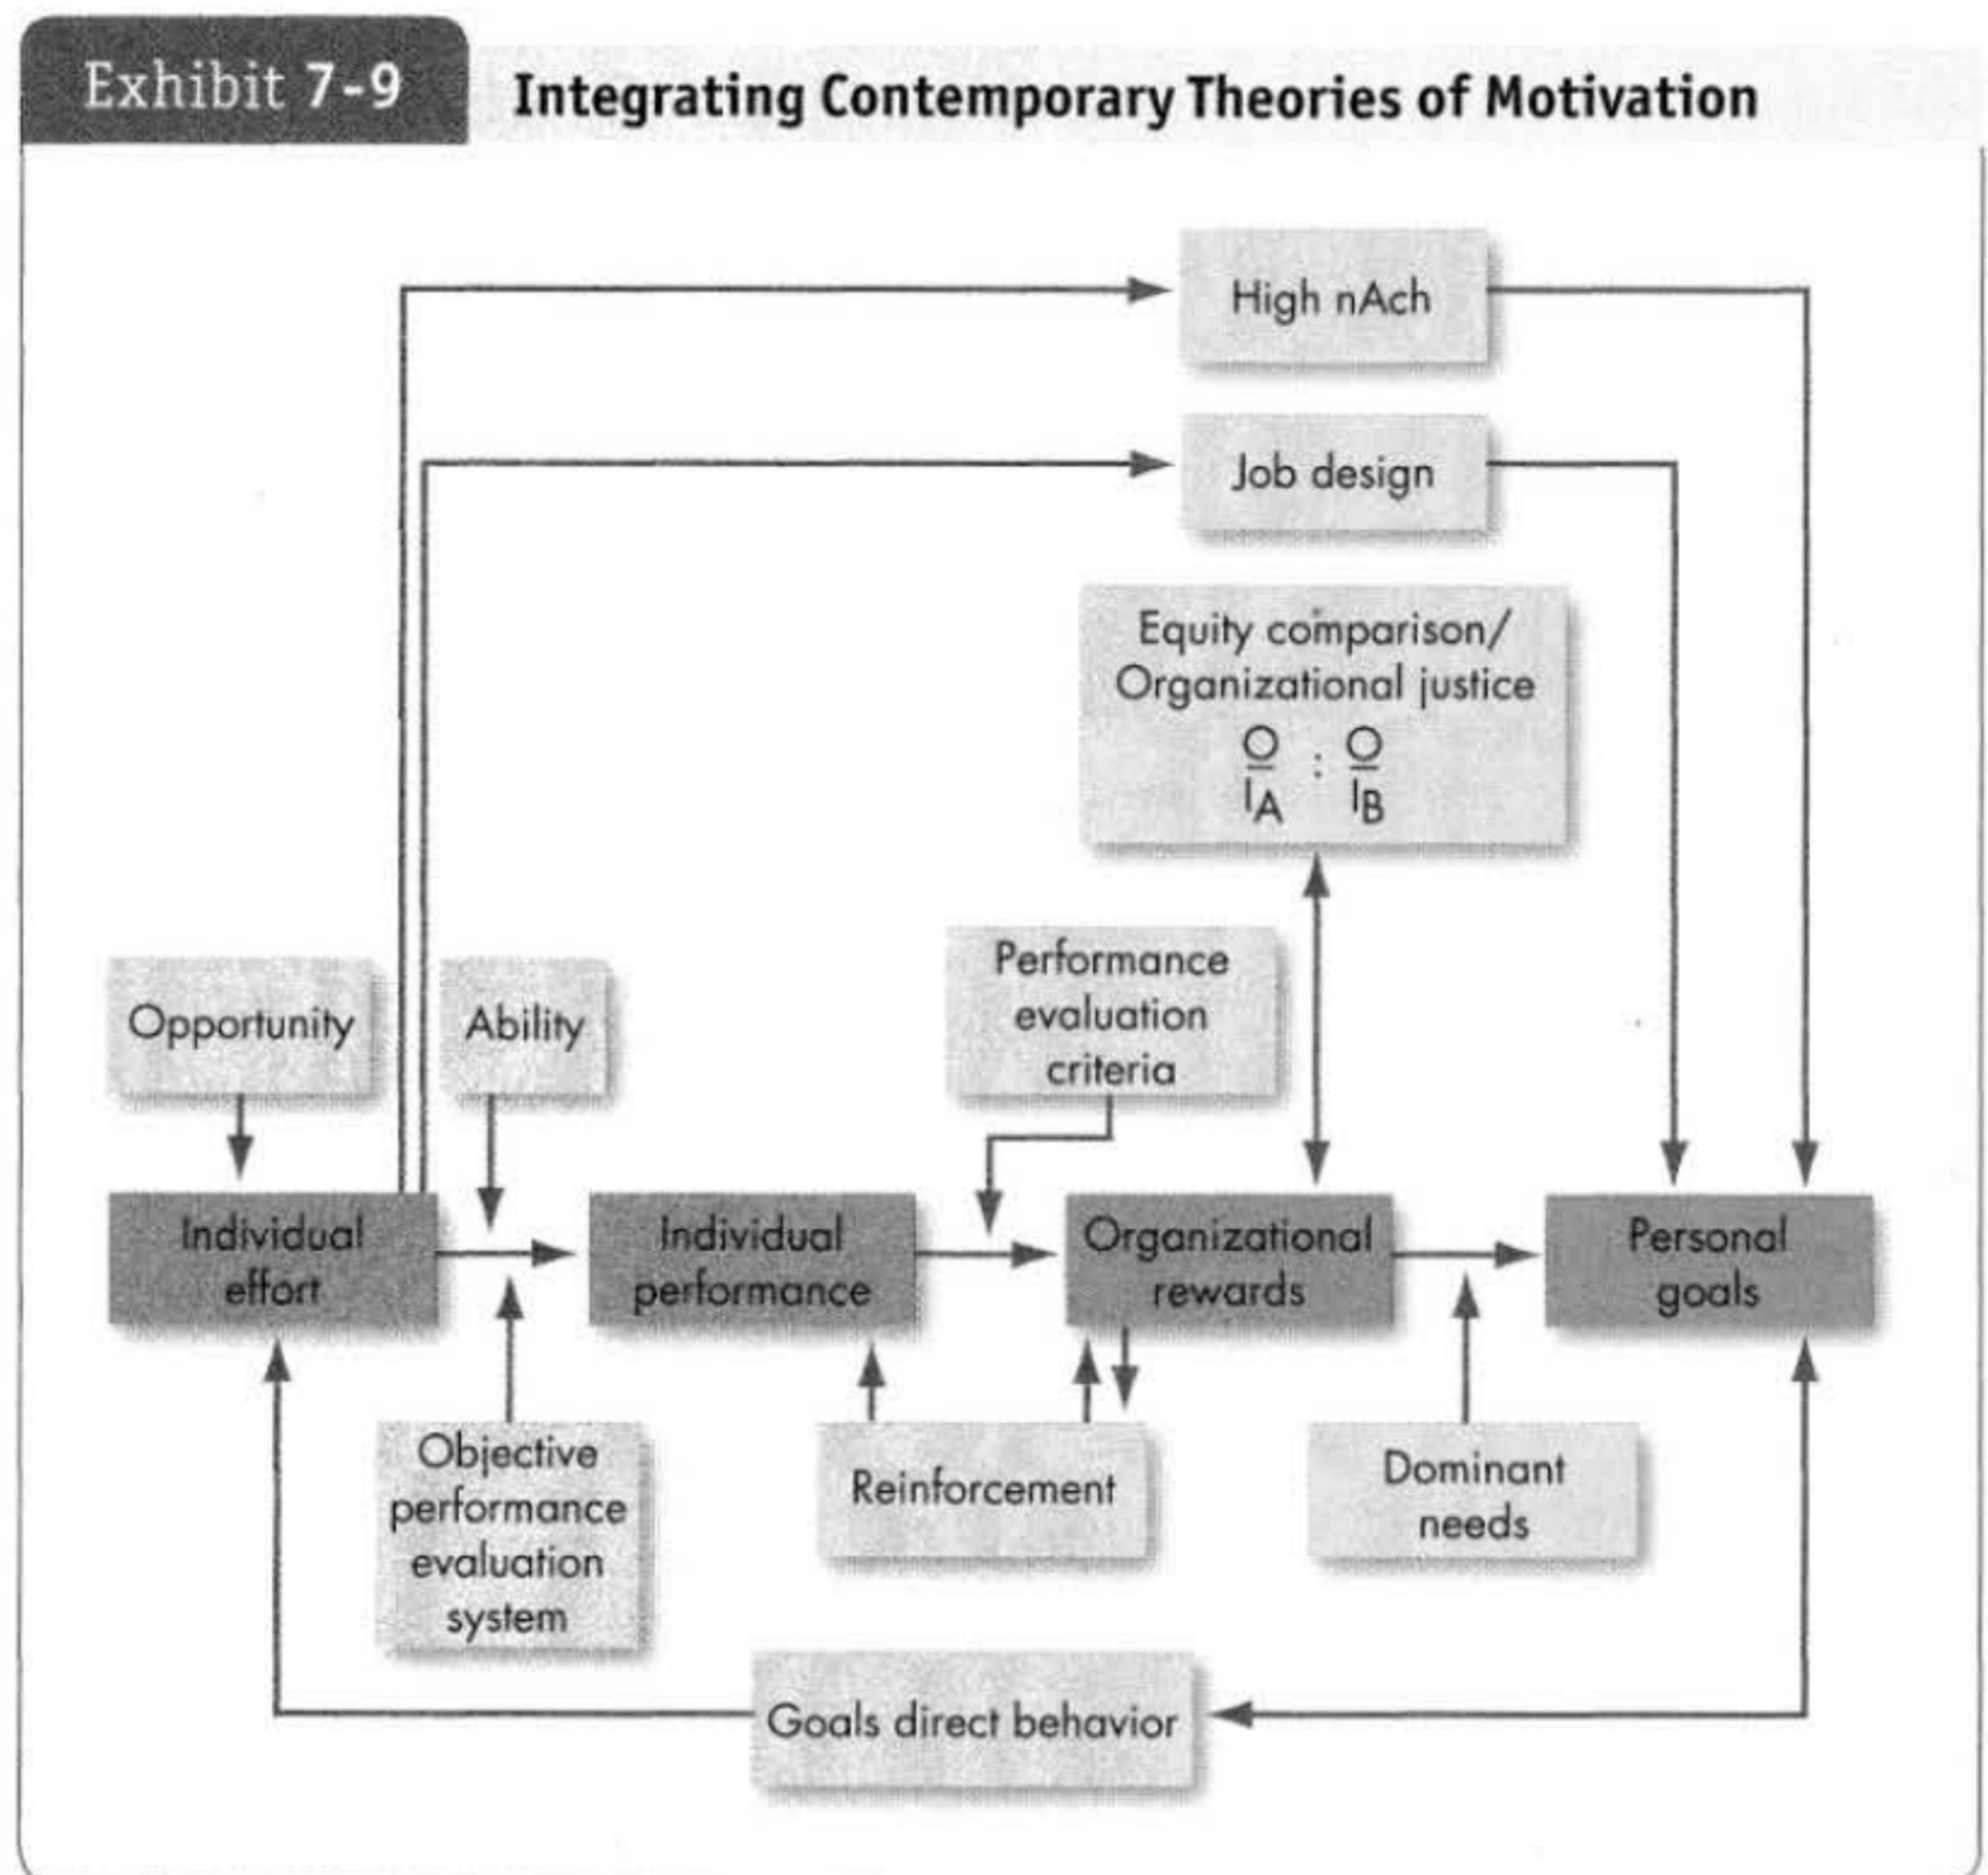 Exhibit 7-9
Integrating Contemporary Theories of Motivation
High nAch
Job design
Equity comparison/
Organizational justice
O : O
IA IB
Opportunity
Ability
Performance
evaluation
criteria
Individual
effort
Individual
performance
Organizational
rewards
Personal
goals
Objective
performance
evaluation
system
Reinforcement
Dominant
needs
Goals direct behavior